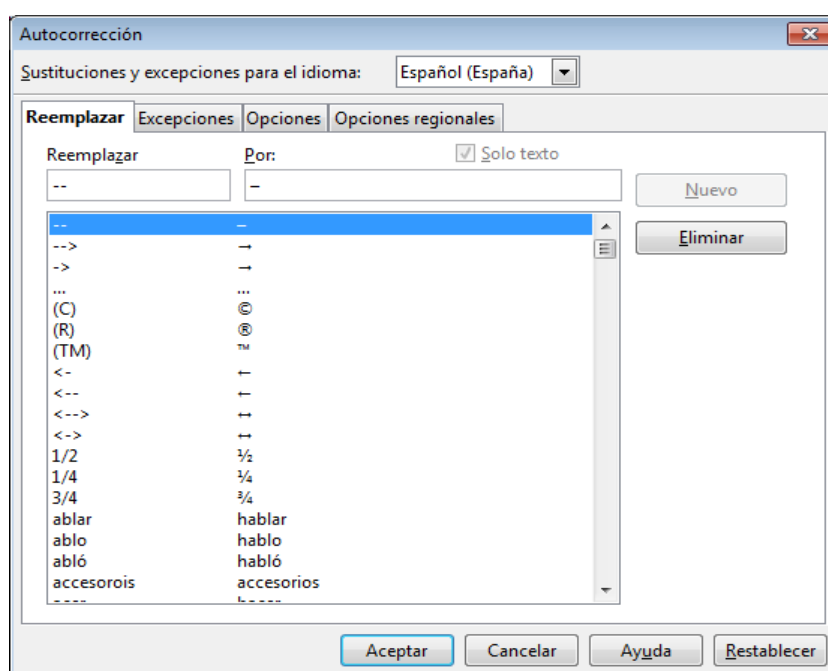 Autocorrección
Sustituciones y excepciones para el idioma: Español (España)
Reemplazar Excepciones Opciones Opciones regionales
Reemplazar Por: Solo texto
-- – Nuevo
-- –
Eliminar
--> →
-> →
... …
(C) ©
(R) ®
(TM) ™
<- ←
<-- ←
<--> ↔
<-> ↔
1/2 ½
1/4 ¼
3/4 ¾
ablar hablar
ablo hablo
abló habló
accesorois accesorios
Aceptar Cancelar Ayuda Restablecer